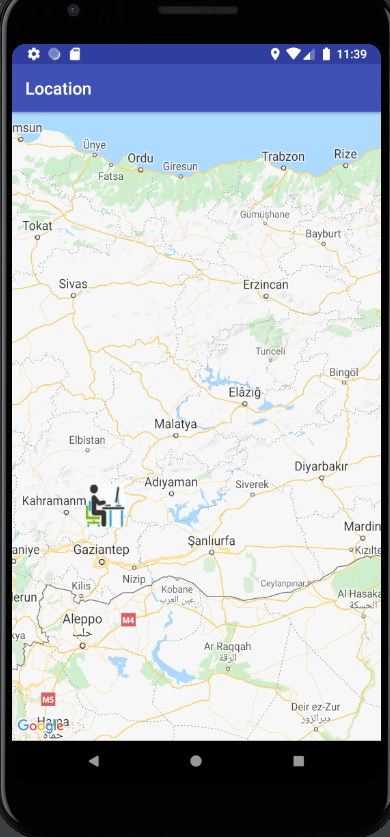 11:39
Location
msun
Ünye
Ordu
Fatsa
Giresun
Trabzon
Rize
Gümüşhane
Tokat
Bayburt
Sivas
Erzincan
Tunceli
Bingöl
Elâzığ
Malatya
Elbistan
Diyarbakır
Adıyaman
Siverek
Kahramanm
Mardin
Şanlıurfa
aniye
Gaziantep
Kızılte
Nizip
Kilis
Kobane
عين العرب
Ceylanpınar
erun
Al Hasaka
الحسكة
Aleppo
حلب
M4
kya
Ar Raqqah
الرقة
M5
Deir ez-Zur
دير الزور
Google
Hama
حماة